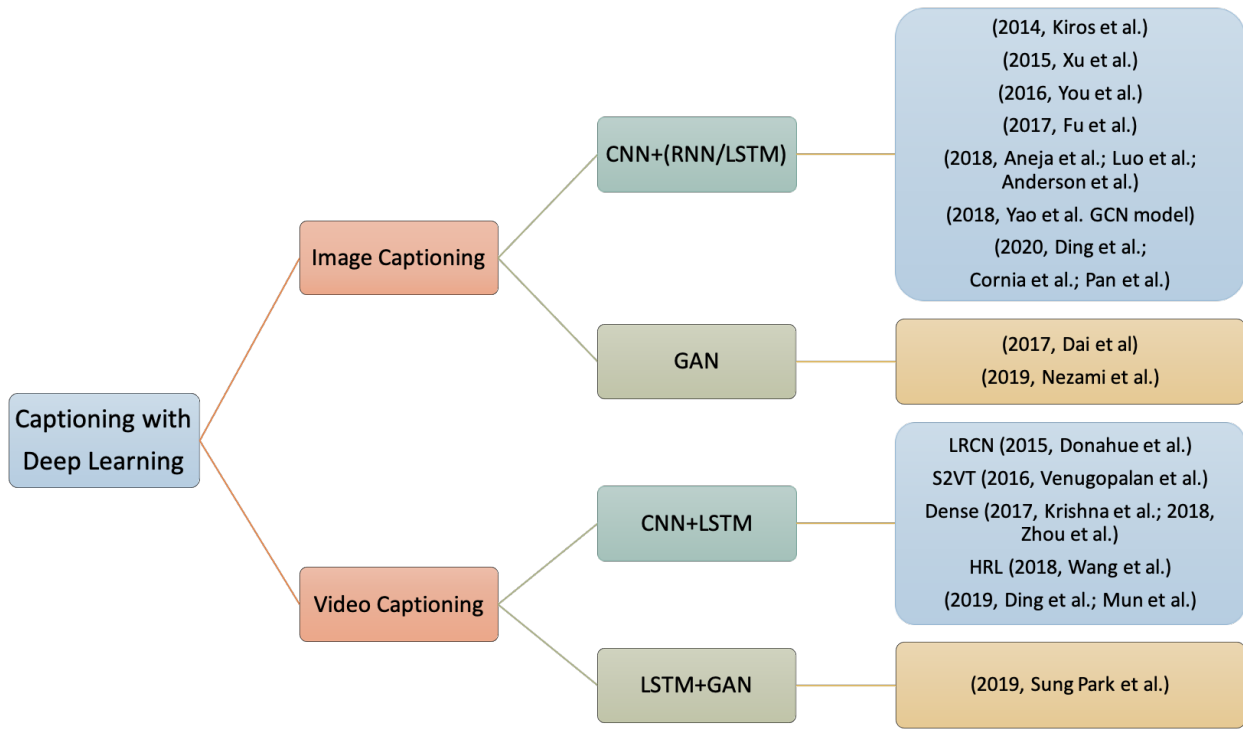 Captioning with
Deep Learning
Image Captioning
CNN+(RNN/LSTM)
(2014, Kiros et al.)
(2015, Xu et al.)
(2016, You et al.)
(2017, Fu et al.)
(2018, Aneja et al.; Luo et al.;
Anderson et al.)
(2018, Yao et al. GCN model)
(2020, Ding et al.;
Cornia et al.; Pan et al.)
GAN
(2017, Dai et al)
(2019, Nezami et al.)
Video Captioning
CNN+LSTM
LRCN (2015, Donahue et al.)
S2VT (2016, Venugopalan et al.)
Dense (2017, Krishna et al.; 2018,
Zhou et al.)
HRL (2018, Wang et al.)
(2019, Ding et al.; Mun et al.)
LSTM+GAN
(2019, Sung Park et al.)